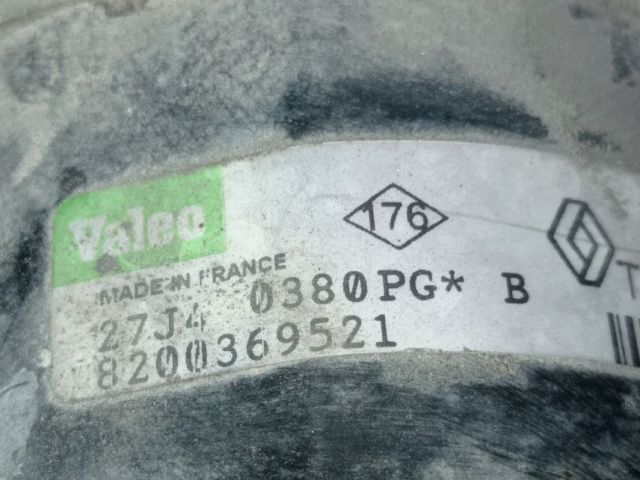 Valeo
176
MADE IN FRANCE
27J4 0380PG* B
T
8200369521